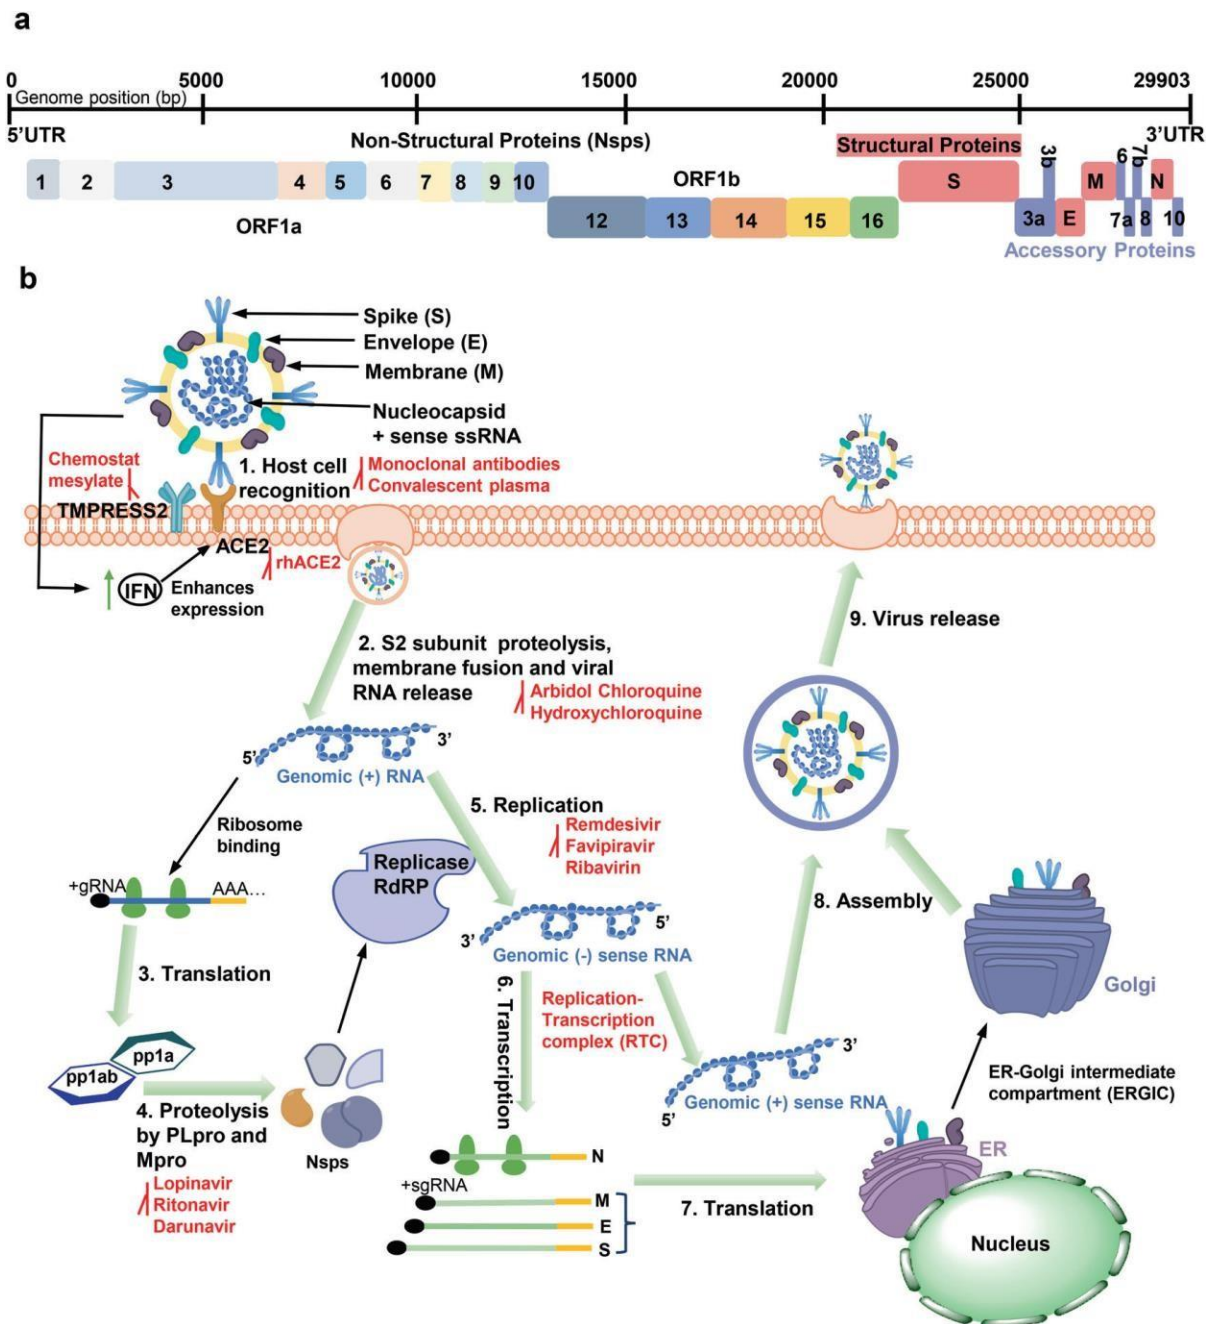 a
0 5000 10000 15000 20000 25000 29903
Genome position (bp)
5'UTR
3'UTR
Non-Structural Proteins (Nsps)
Structural Proteins
1 2 3 4 5 6 7 8 9 10
ORF1a
ORF1b
12 13 14 15 16
S
3a
3b
E
M
6
7a
7b
8
N
10
Accessory Proteins
b
Spike (S)
Envelope (E)
Membrane (M)
Nucleocapsid
+ sense ssRNA
Chemostat
mesylate
TMPRESS2
1. Host cell
recognition
Monoclonal antibodies
Convalescent plasma
ACE2
rhACE2
IFN
Enhances
expression
2. S2 subunit proteolysis,
membrane fusion and viral
RNA release
Arbidol Chloroquine
Hydroxychloroquine
5’
3’
Genomic (+) RNA
Ribosome
binding
+gRNA
AAA...
3. Translation
pp1a
pp1ab
4. Proteolysis
by PLpro and
Mpro
Lopinavir
Ritonavir
Darunavir
Nsps
Replicase
RdRP
5. Replication
Remdesivir
Favipiravir
Ribavirin
3’
5’
Genomic (-) sense RNA
6. Transcription
Replication-
Transcription
complex (RTC)
3’
5’
Genomic (+) sense RNA
N
+sgRNA
M
E
S
7. Translation
ER
Nucleus
ER-Golgi intermediate
compartment (ERGIC)
Golgi
8. Assembly
9. Virus release